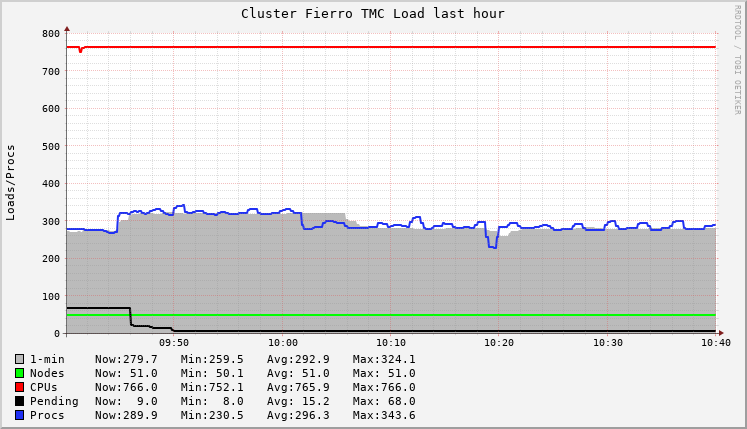 Cluster Fierro TMC Load last hour
RRDTOOL / TOBI OETIKER
Loads/Procs
800
700
600
500
400
300
200
100
0
09:50 10:00 10:10 10:20 10:30 10:40
1-min Now:279.7 Min:259.5 Avg:292.9 Max:324.1
Nodes Now: 51.0 Min: 50.1 Avg: 51.0 Max: 51.0
CPUs Now:766.0 Min:752.1 Avg:765.9 Max:766.0
Pending Now: 9.0 Min: 8.0 Avg: 15.2 Max: 68.0
Procs Now:289.9 Min:230.5 Avg:296.3 Max:343.6